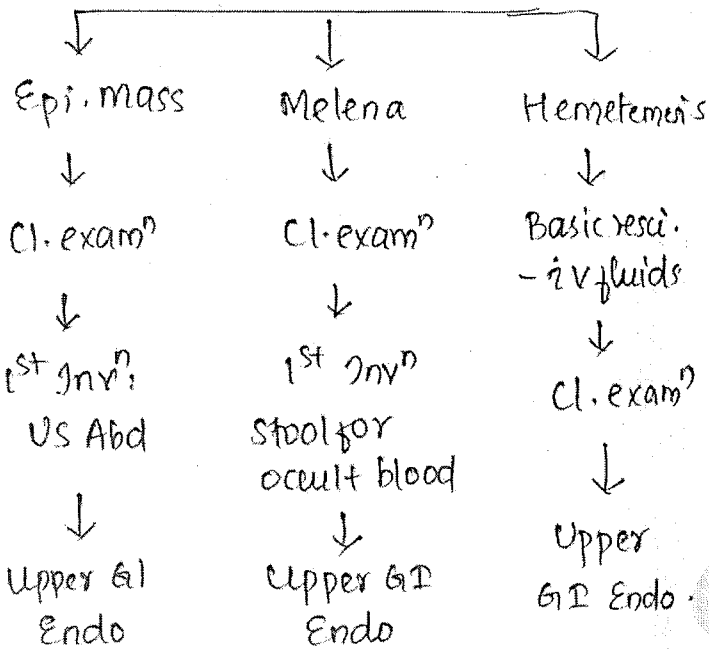 Epi. mass
Cl. examⁿ
1st Invⁿ:
US Abd
Upper GI
Endo
Melena
Cl. examⁿ
1st Invⁿ
Stool for
occult blood
Upper GI
Endo
Hemetemeris
Basic resci.
- iv fluids
Cl. examⁿ
Upper
GI Endo.